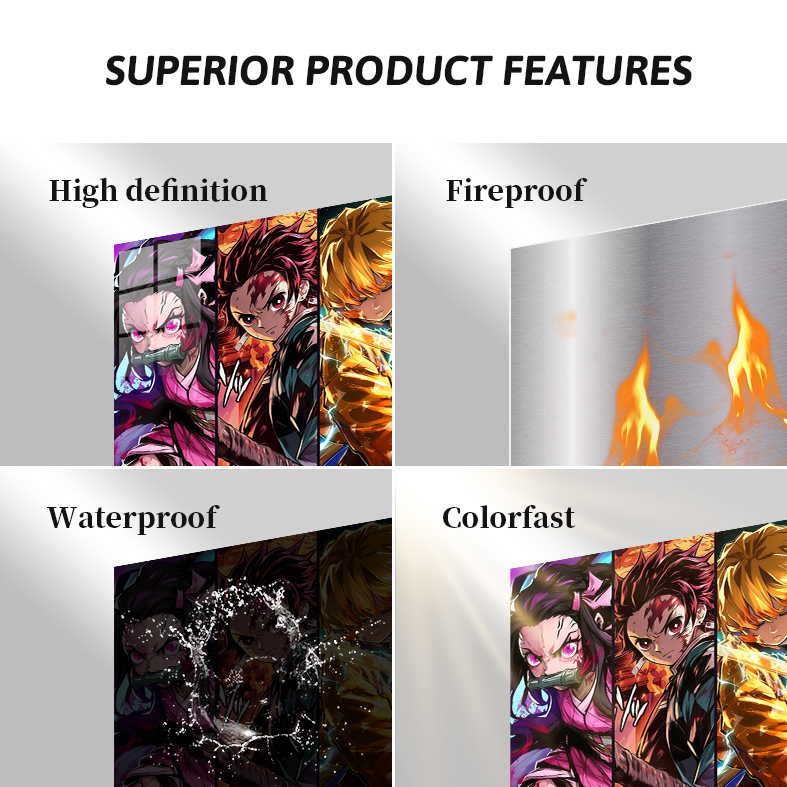 SUPERIOR PRODUCT FEATURES
High definition
Fireproof
Waterproof
Colorfast